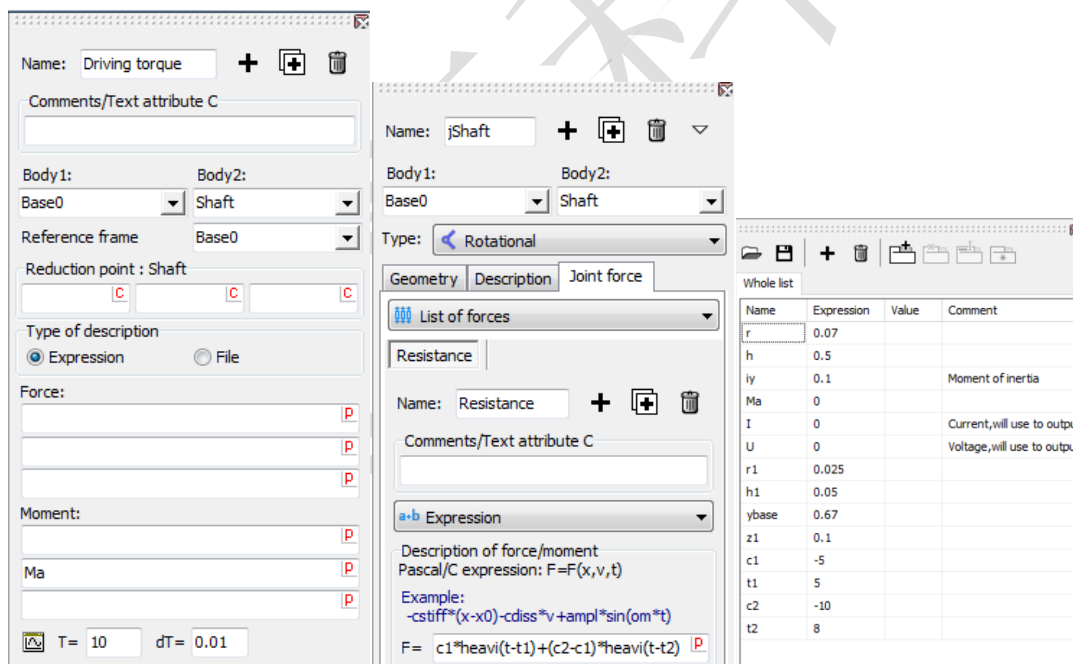 Name: Driving torque
Comments/Text attribute C
Body1: Body2:
Base0 Shaft
Reference frame Base0
Reduction point : Shaft
C C C
Type of description
Expression File
Force:
P
P
P
Moment:
P
Ma P
P
T= 10 dT= 0.01
Name: jShaft
Body1: Body2:
Base0 Shaft
Type: Rotational
Geometry Description Joint force
List of forces
Resistance
Name: Resistance
Comments/Text attribute C
a+b Expression
Description of force/moment
Pascal/C expression: F=F(x,v,t)
Example:
-cstiff*(x-x0)-cdiss*v+ampl*sin(om*t)
F= c1*heavi(t-t1)+(c2-c1)*heavi(t-t2) P
Whole list
Name Expression Value Comment
r 0.07
h 0.5
iy 0.1 Moment of inertia
Ma 0
I 0 Current,will use to outpu
U 0 Voltage,will use to outpu
r1 0.025
h1 0.05
ybase 0.67
z1 0.1
c1 -5
t1 5
c2 -10
t2 8